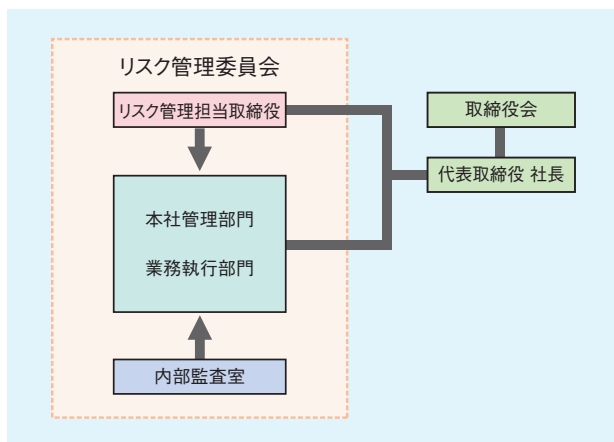 リスク管理委員会
リスク管理担当取締役
取締役会
代表取締役 社長
本社管理部門
業務執行部門
内部監査室